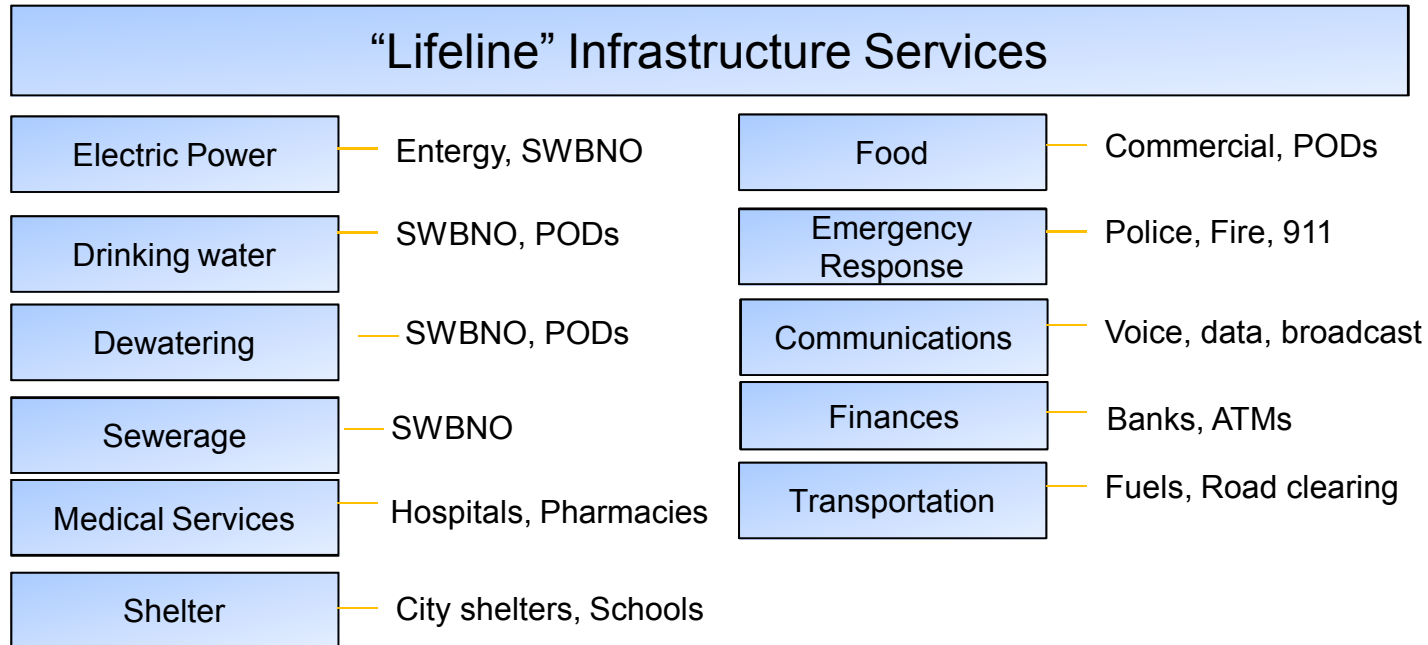 “Lifeline” Infrastructure Services
Electric Power
Entergy, SWBNO
Drinking water
SWBNO, PODs
Dewatering
SWBNO, PODs
Sewerage
SWBNO
Medical Services
Hospitals, Pharmacies
Shelter
City shelters, Schools
Food
Commercial, PODs
Emergency
Response
Police, Fire, 911
Communications
Voice, data, broadcast
Finances
Banks, ATMs
Transportation
Fuels, Road clearing